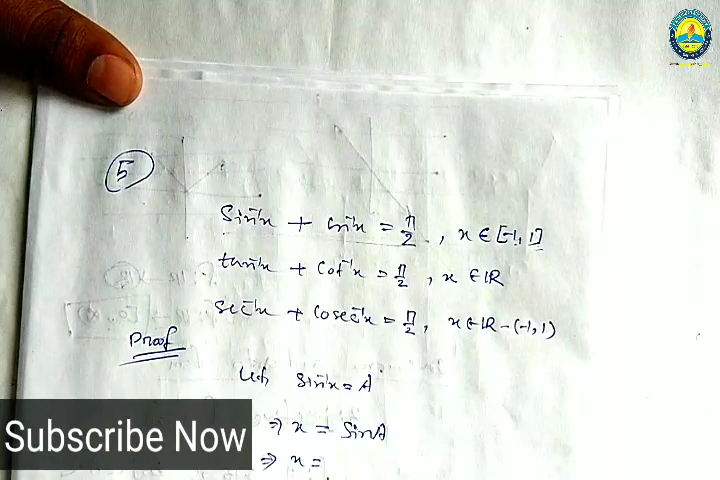 5
sin⁻¹x + cos⁻¹x = π/2 , x ∈ [-1, 1]
tan⁻¹x + cot⁻¹x = π/2 , x ∈ IR
sec⁻¹x + cosec⁻¹x = π/2 , x ∈ IR - (-1, 1)
Proof
Let sin⁻¹x = A
⇒ x = sinA
⇒ x =
Subscribe Now